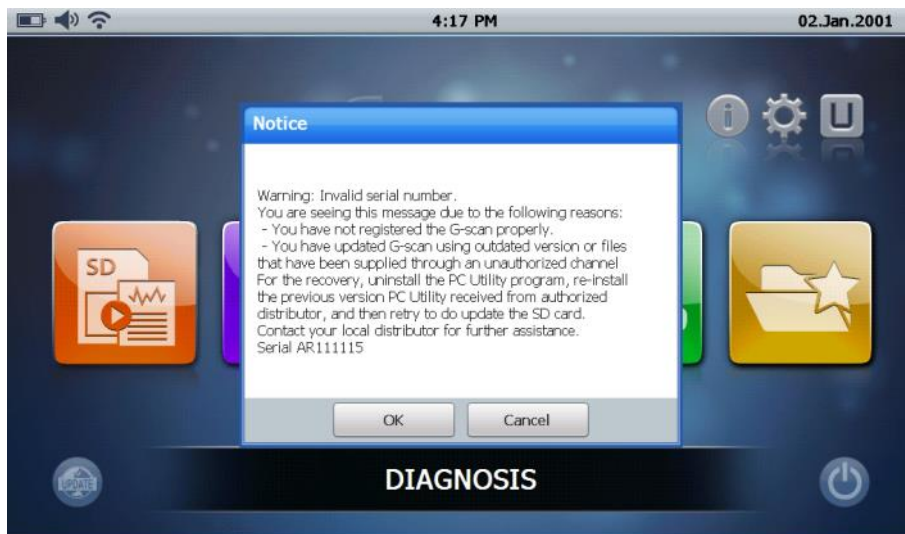 4:17 PM
02.Jan.2001
Notice
Warning: Invalid serial number.
You are seeing this message due to the following reasons:
- You have not registered the G-scan properly.
- You have updated G-scan using outdated version or files
that have been supplied through an unauthorized channel
For the recovery, uninstall the PC Utility program, re-install
the previous version PC Utility received from authorized
distributor, and then retry to do update the SD card.
Contact your local distributor for further assistance.
Serial AR111115
U
SD
OK
Cancel
UPDATE
DIAGNOSIS